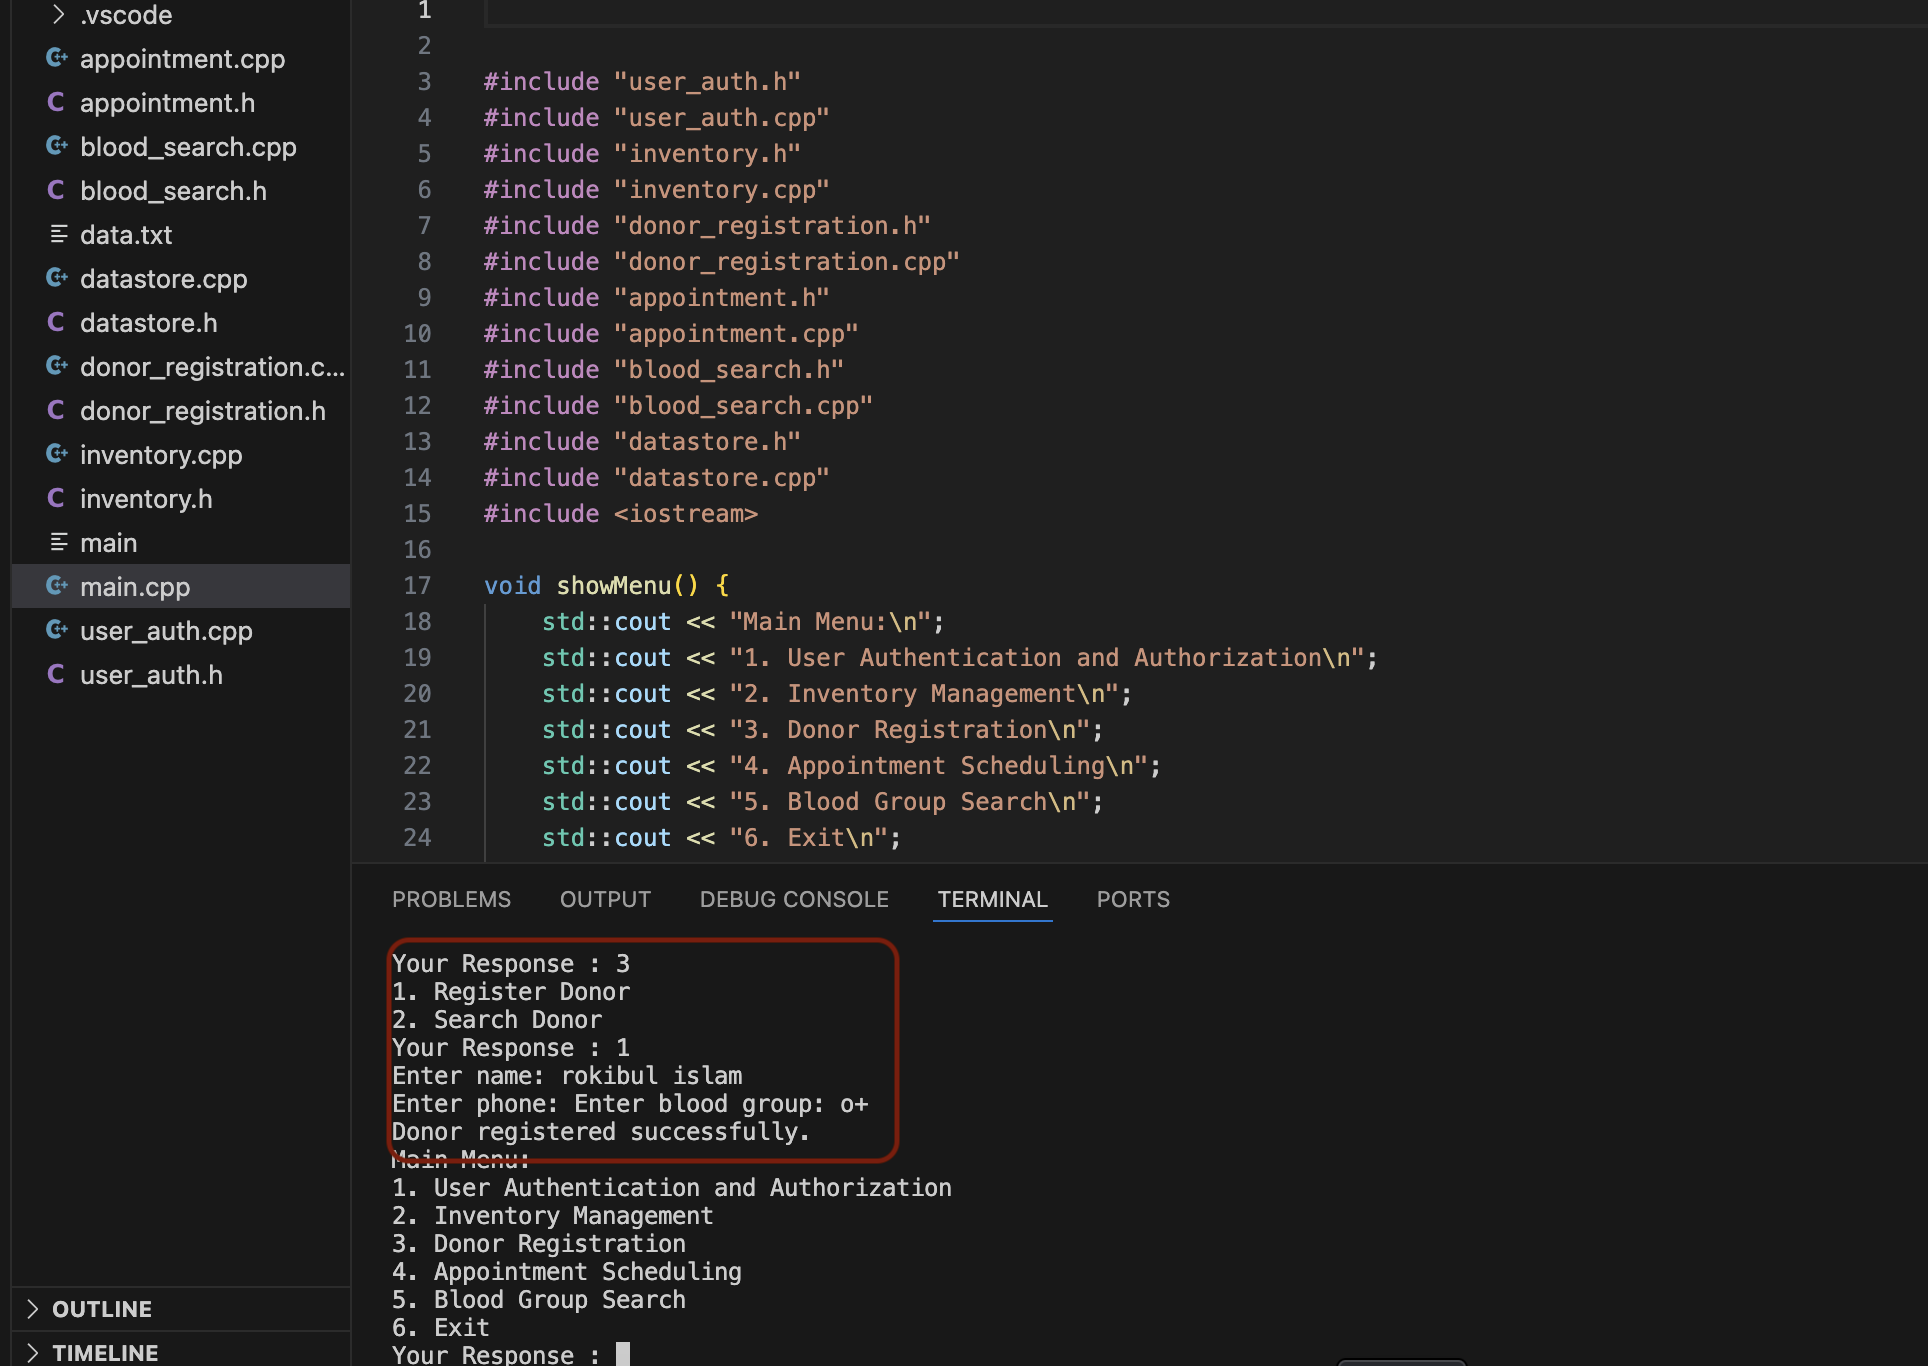 .vscode
appointment.cpp
appointment.h
blood_search.cpp
blood_search.h
data.txt
datastore.cpp
datastore.h
donor_registration.c...
donor_registration.h
inventory.cpp
inventory.h
main
main.cpp
user_auth.cpp
user_auth.h
OUTLINE
TIMELINE
1
2
3 #include "user_auth.h"
4 #include "user_auth.cpp"
5 #include "inventory.h"
6 #include "inventory.cpp"
7 #include "donor_registration.h"
8 #include "donor_registration.cpp"
9 #include "appointment.h"
10 #include "appointment.cpp"
11 #include "blood_search.h"
12 #include "blood_search.cpp"
13 #include "datastore.h"
14 #include "datastore.cpp"
15 #include <iostream>
16
17 void showMenu() {
18 std::cout << "Main Menu:\n";
19 std::cout << "1. User Authentication and Authorization\n";
20 std::cout << "2. Inventory Management\n";
21 std::cout << "3. Donor Registration\n";
22 std::cout << "4. Appointment Scheduling\n";
23 std::cout << "5. Blood Group Search\n";
24 std::cout << "6. Exit\n";
PROBLEMS OUTPUT DEBUG CONSOLE TERMINAL PORTS
Your Response : 3
1. Register Donor
2. Search Donor
Your Response : 1
Enter name: rokibul islam
Enter phone: Enter blood group: o+
Donor registered successfully.
Main Menu:
1. User Authentication and Authorization
2. Inventory Management
3. Donor Registration
4. Appointment Scheduling
5. Blood Group Search
6. Exit
Your Response :